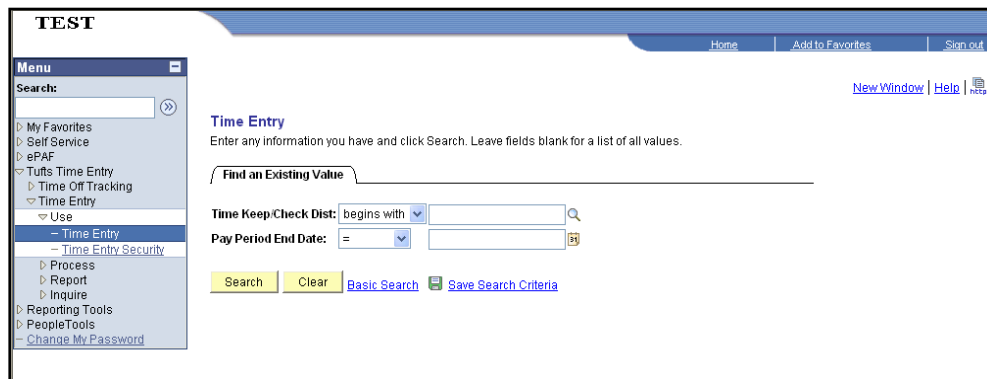 TEST
Home Add to Favorites Sign out
Menu
Search:
New Window | Help | http
My Favorites
Self Service
ePAF
Tufts Time Entry
Time Off Tracking
Time Entry
Use
Time Entry
Time Entry Security
Process
Report
Inquire
Reporting Tools
PeopleTools
Change My Password
Time Entry
Enter any information you have and click Search. Leave fields blank for a list of all values.
Find an Existing Value
Time Keep/Check Dist: begins with
Pay Period End Date: =
Search Clear Basic Search Save Search Criteria